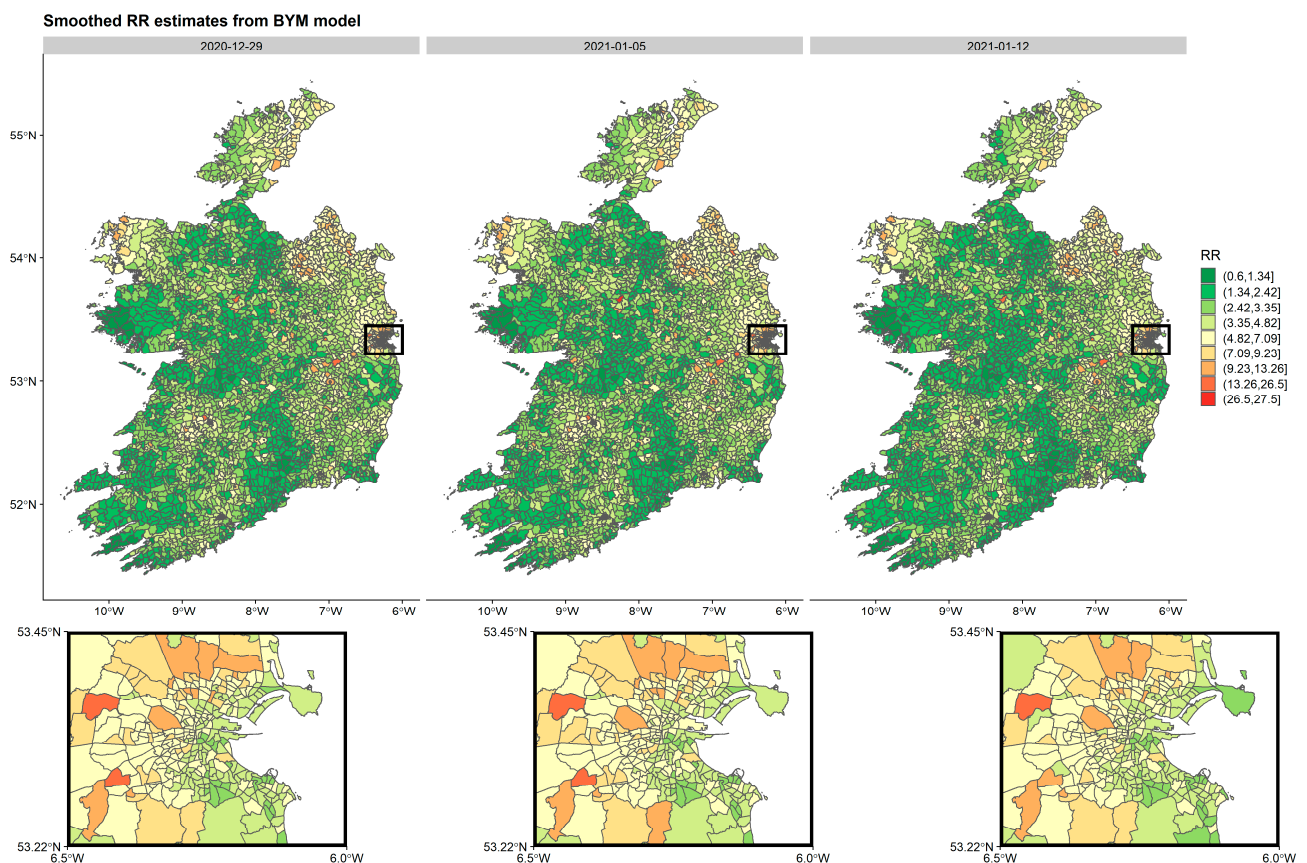 Smoothed RR estimates from BYM model
2020-12-29
2021-01-05
2021-01-12
55°N
54°N
53°N
52°N
10°W 9°W 8°W 7°W 6°W
10°W 9°W 8°W 7°W 6°W
10°W 9°W 8°W 7°W 6°W
RR
(0.6,1.34]
(1.34,2.42]
(2.42,3.35]
(3.35,4.82]
(4.82,7.09]
(7.09,9.23]
(9.23,13.26]
(13.26,26.5]
(26.5,27.5]
53.45°N
53.22°N
6.5°W 6.0°W
53.45°N
53.22°N
6.5°W 6.0°W
53.45°N
53.22°N
6.5°W 6.0°W